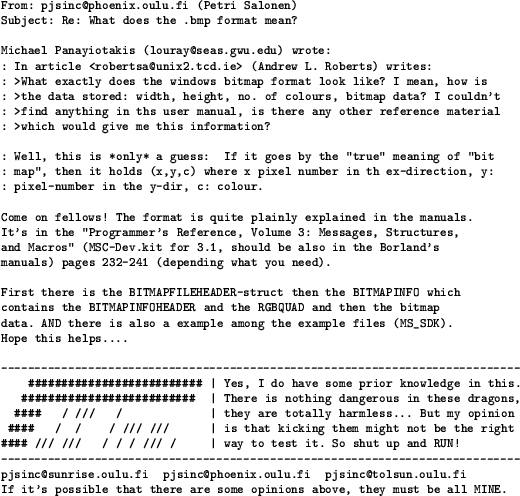 From: pjsinc@phoenix.oulu.fi (Petri Salonen)
Subject: Re: What does the .bmp format mean?

Michael Panayiotakis (louray@seas.gwu.edu) wrote:
: In article <robertsa@unix2.tcd.ie> (Andrew L. Roberts) writes:
: >What exactly does the windows bitmap format look like? I mean, how is
: >the data stored: width, height, no. of colours, bitmap data? I couldn't
: >find anything in ths user manual, is there any other reference material
: >which would give me this information?

: Well, this is *only* a guess:  If it goes by the "true" meaning of "bit
: map", then it holds (x,y,c) where x pixel number in th ex-direction, y:
: pixel-number in the y-dir, c: colour.

Come on fellows! The format is quite plainly explained in the manuals.
It's in the "Programmer's Reference, Volume 3: Messages, Structures,
and Macros" (MSC-Dev.kit for 3.1, should be also in the Borland's
manuals) pages 232-241 (depending what you need).

First there is the BITMAPFILEHEADER-struct then the BITMAPINFO which
contains the BITMAPINFOHEADER and the RGBQUAD and then the bitmap
data. AND there is also a example among the example files (MS_SDK).
Hope this helps....

------------------------------------------------------------------------------
    ########################## | Yes, I do have some prior knowledge in this.
   ##########################  | There is nothing dangerous in these dragons,
  ####   / ///   /             | they are totally harmless... But my opinion
 ####   /  /    / /// ///      | is that kicking them might not be the right
#### /// ///   / / / /// /     | way to test it. So shut up and RUN!
------------------------------------------------------------------------------
pjsinc@sunrise.oulu.fi  pjsinc@phoenix.oulu.fi  pjsinc@tolsun.oulu.fi
If it's possible that there are some opinions above, they must be all MINE.